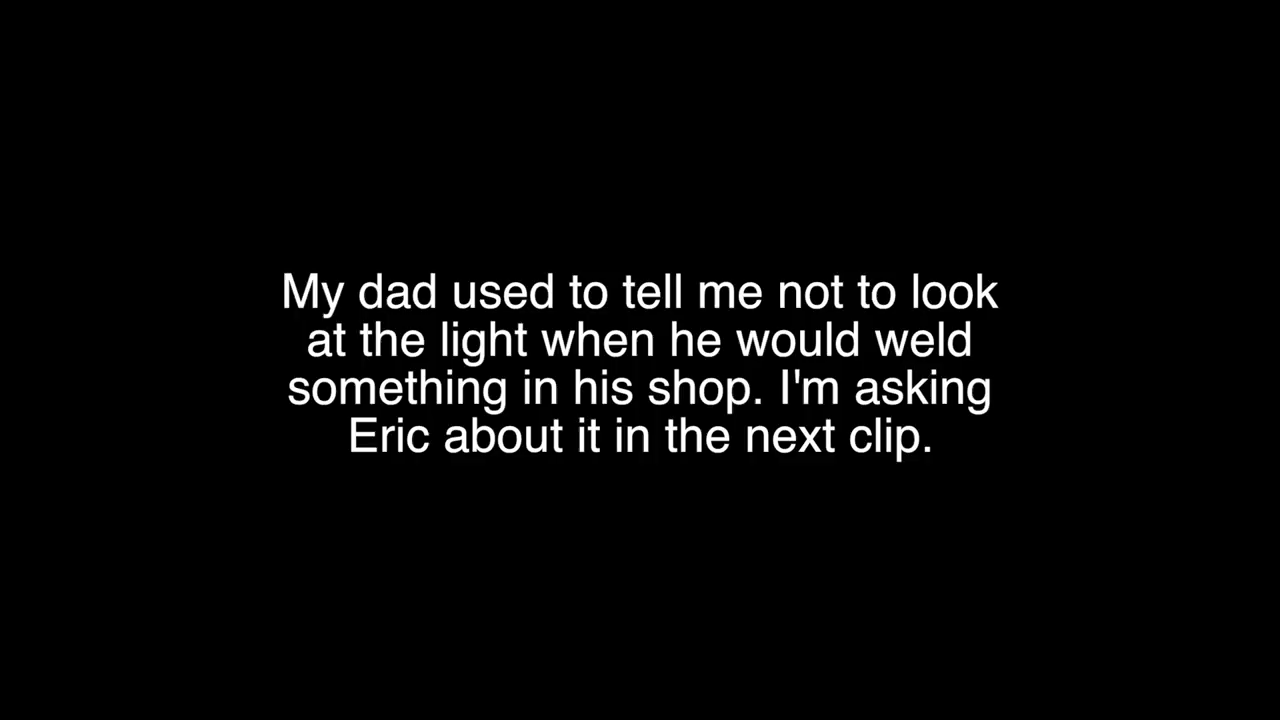 My dad used to tell me not to look
at the light when he would weld
something in his shop. I'm asking
Eric about it in the next clip.